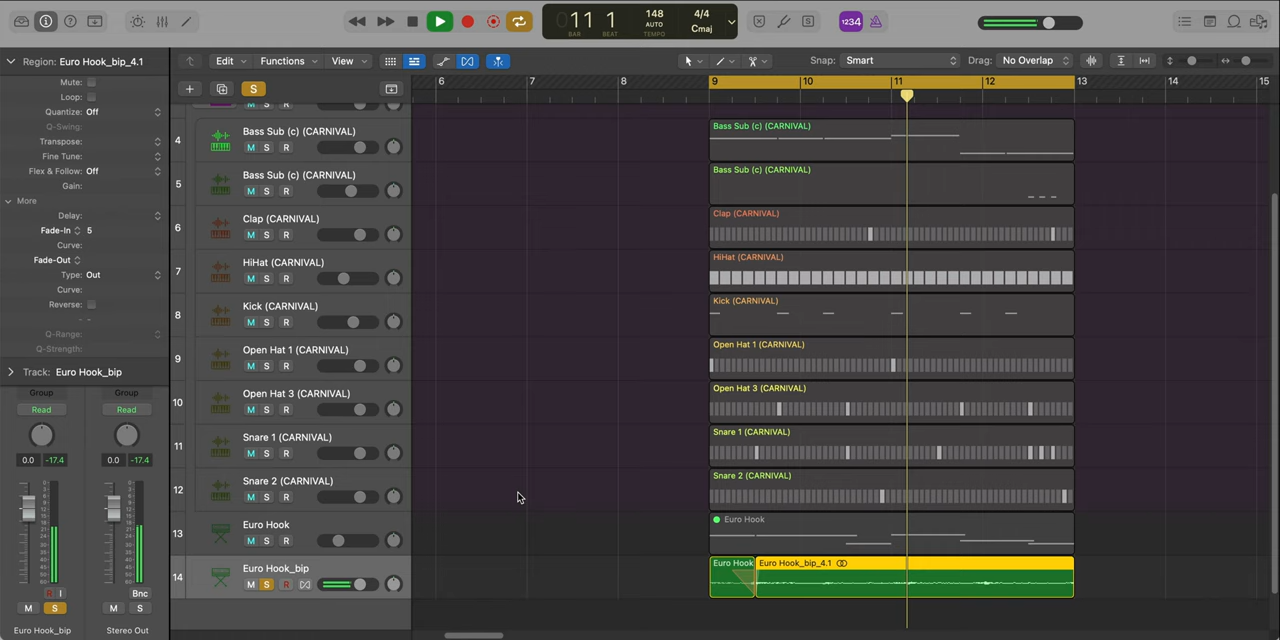 11 1
BAR BEAT
148
AUTO
TEMPO
4/4
Cmaj
1234
Region: Euro Hook_bip_4.1
Edit Functions View
Snap: Smart
Drag: No Overlap
Mute:
Loop:
Quantize: Off
Q-Swing:
Transpose:
Fine Tune:
Flex & Follow: Off
Gain:
More
Delay:
Fade-In 5
Curve:
Fade-Out
Type: Out
Curve:
Reverse:
Q-Range:
Q-Strength:
Track: Euro Hook_bip
Group Group
Read Read
0.0 -17.4 0.0 -17.4
R I Bnc
M S M S
Euro Hook_bip Stereo Out
S
6 7 8 9 10 11 12 13 14 15
M S R
4 Bass Sub (c) (CARNIVAL)
M S R
5 Bass Sub (c) (CARNIVAL)
M S R
6 Clap (CARNIVAL)
M S R
7 HiHat (CARNIVAL)
M S R
8 Kick (CARNIVAL)
M S R
9 Open Hat 1 (CARNIVAL)
M S R
10 Open Hat 3 (CARNIVAL)
M S R
11 Snare 1 (CARNIVAL)
M S R
12 Snare 2 (CARNIVAL)
M S R
13 Euro Hook
M S R
14 Euro Hook_bip
M S R
Bass Sub (c) (CARNIVAL)
Bass Sub (c) (CARNIVAL)
Clap (CARNIVAL)
HiHat (CARNIVAL)
Kick (CARNIVAL)
Open Hat 1 (CARNIVAL)
Open Hat 3 (CARNIVAL)
Snare 1 (CARNIVAL)
Snare 2 (CARNIVAL)
Euro Hook
Euro Hook Euro Hook_bip_4.1